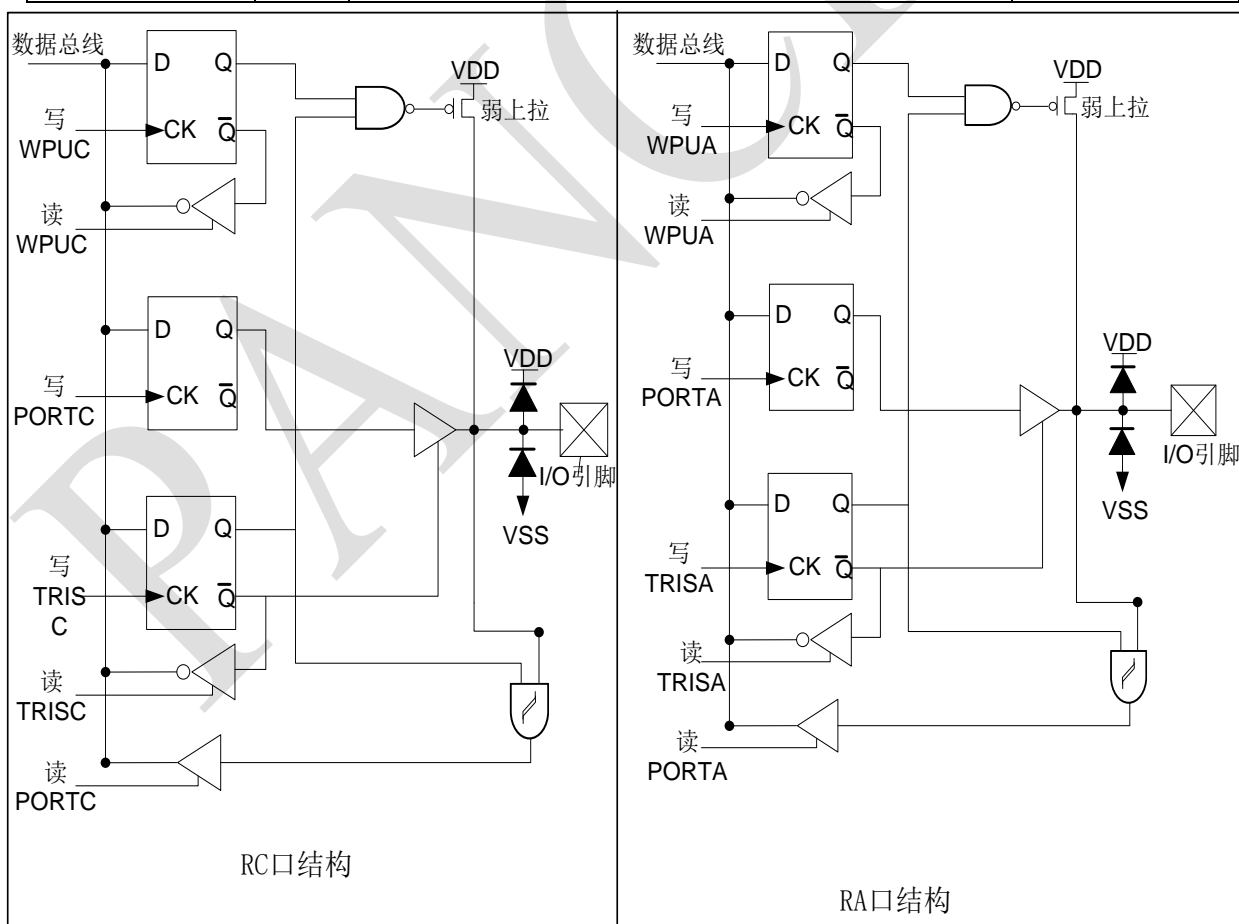 数据总线
D Q
CK Q̅
写
WPUC
VDD
弱上拉
读
WPUC
D Q
CK Q̅
写
PORTC
VDD
I/O引脚
VSS
D Q
CK Q̅
写
TRIS
C
读
TRISC
读
PORTC
RC口结构
数据总线
D Q
CK Q̅
写
WPUA
VDD
弱上拉
读
WPUA
D Q
CK Q̅
写
PORTA
VDD
I/O引脚
VSS
D Q
CK Q̅
写
TRISA
读
TRISA
读
PORTA
RA口结构